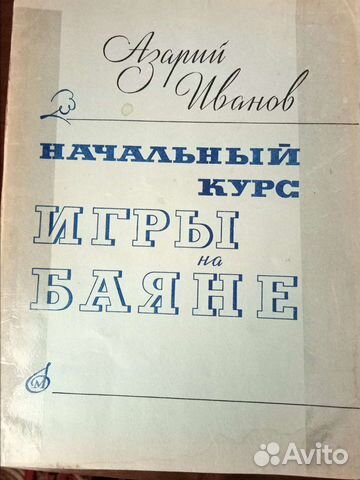 Азарий
Иванов
НАЧАЛЬНЫЙ
КУРС
ИГРЫ
на
БАЯНЕ
М
Avito